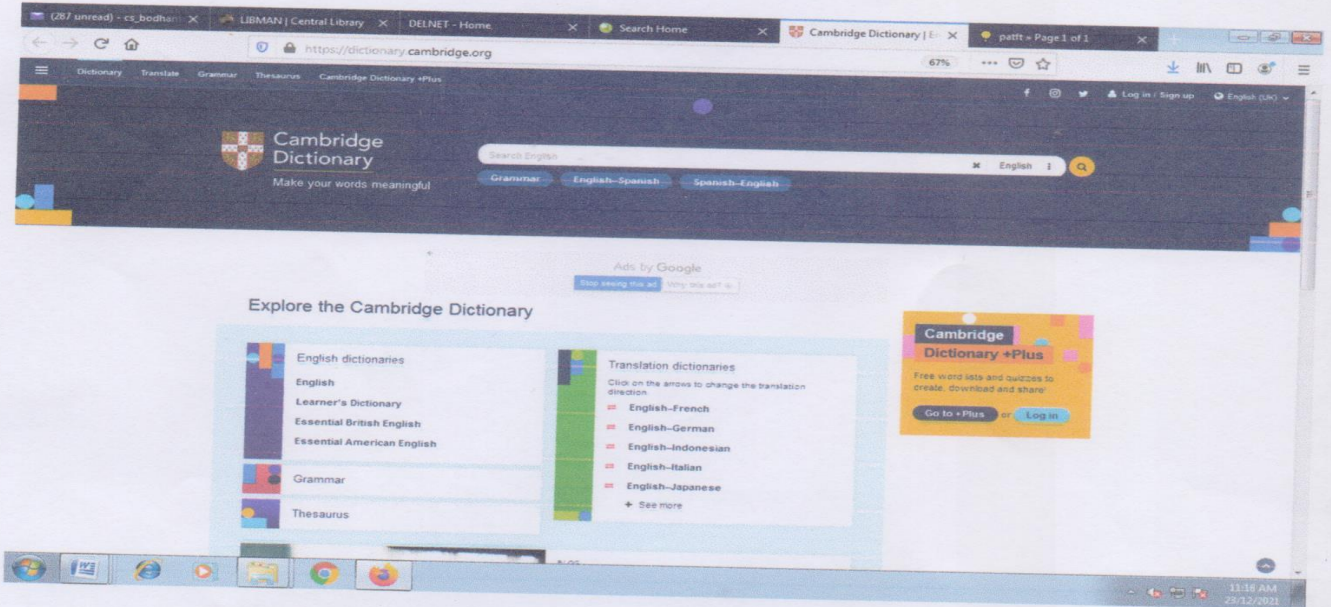 (287 unread) - cs_bodhan
LIBMAN | Central Library
DELNET - Home
Search Home
Cambridge Dictionary | E
patft » Page 1 of 1
https://dictionary.cambridge.org
67%
Dictionary Translate Grammar Thesaurus Cambridge Dictionary +Plus
Log in / Sign up English (UK)
Cambridge
Dictionary
Make your words meaningful
Search English
English
Grammar English–Spanish Spanish–English
Ads by Google
Stop seeing this ad Why this ad?
Explore the Cambridge Dictionary
English dictionaries
English
Learner's Dictionary
Essential British English
Essential American English
Grammar
Thesaurus
Translation dictionaries
Click on the arrows to change the translation
direction.
English–French
English–German
English–Indonesian
English–Italian
English–Japanese
+ See more
Cambridge
Dictionary +Plus
Free word lists and quizzes to
create, download and share!
Go to +Plus or Log in
11:16 AM
23/12/2021